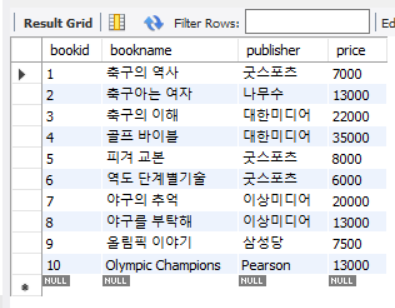 Result Grid Filter Rows: Ed
bookid bookname publisher price
1 축구의 역사 굿스포츠 7000
2 축구아는 여자 나무수 13000
3 축구의 이해 대한미디어 22000
4 골프 바이블 대한미디어 35000
5 피겨 교본 굿스포츠 8000
6 역도 단계별기술 굿스포츠 6000
7 야구의 추억 이상미디어 20000
8 야구를 부탁해 이상미디어 13000
9 올림픽 이야기 삼성당 7500
10 Olympic Champions Pearson 13000
NULL NULL NULL NULL